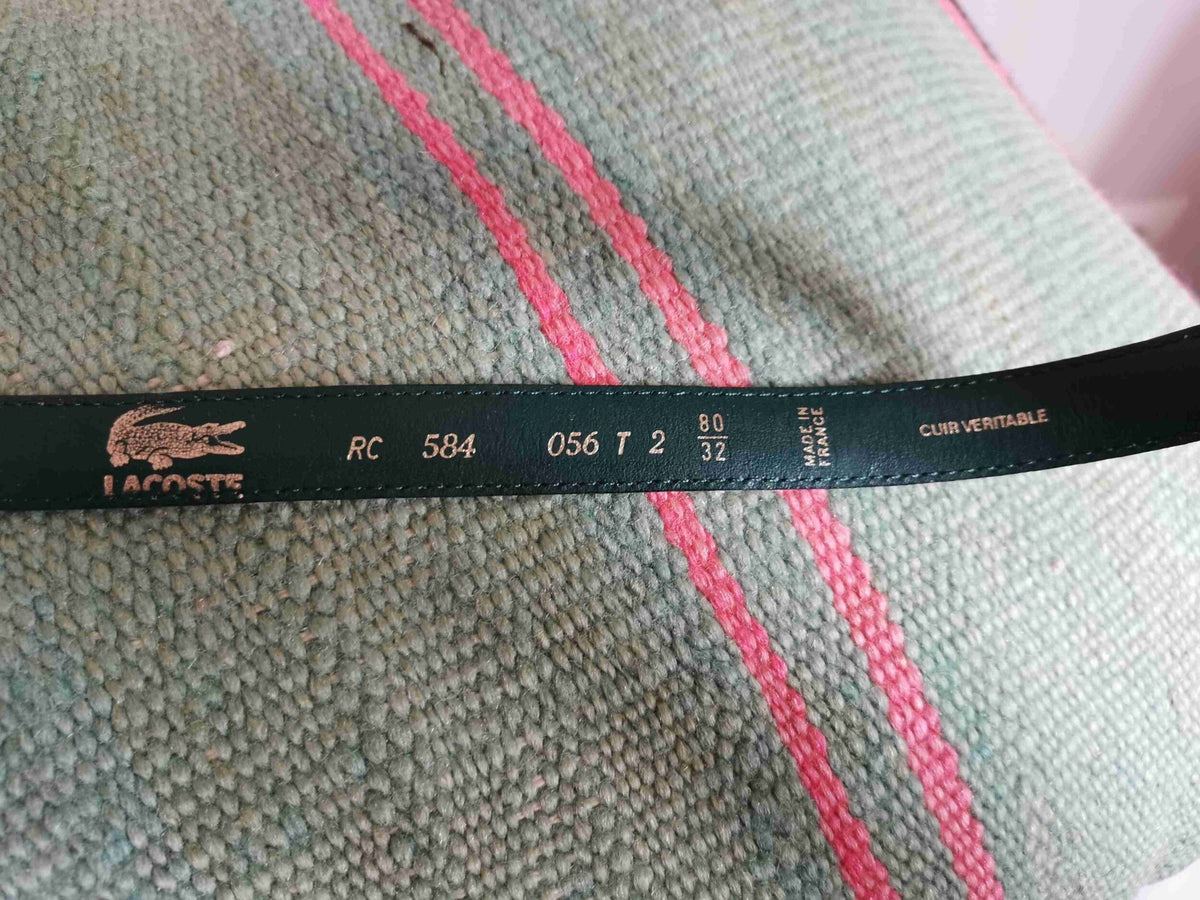 LACOSTE
RC 584 056 T 2 80/32
MADE IN
FRANCE
CUIR VERITABLE